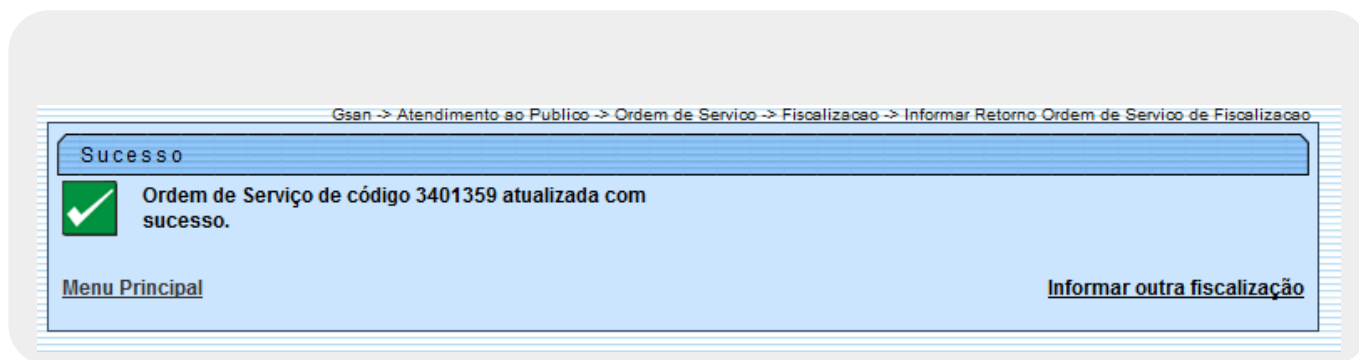 Gsan -> Atendimento ao Publico -> Ordem de Servico -> Fiscalizacao -> Informar Retorno Ordem de Servico de Fiscalizacao
Sucesso
Ordem de Serviço de código 3401359 atualizada com
sucesso.
Menu Principal
Informar outra fiscalização